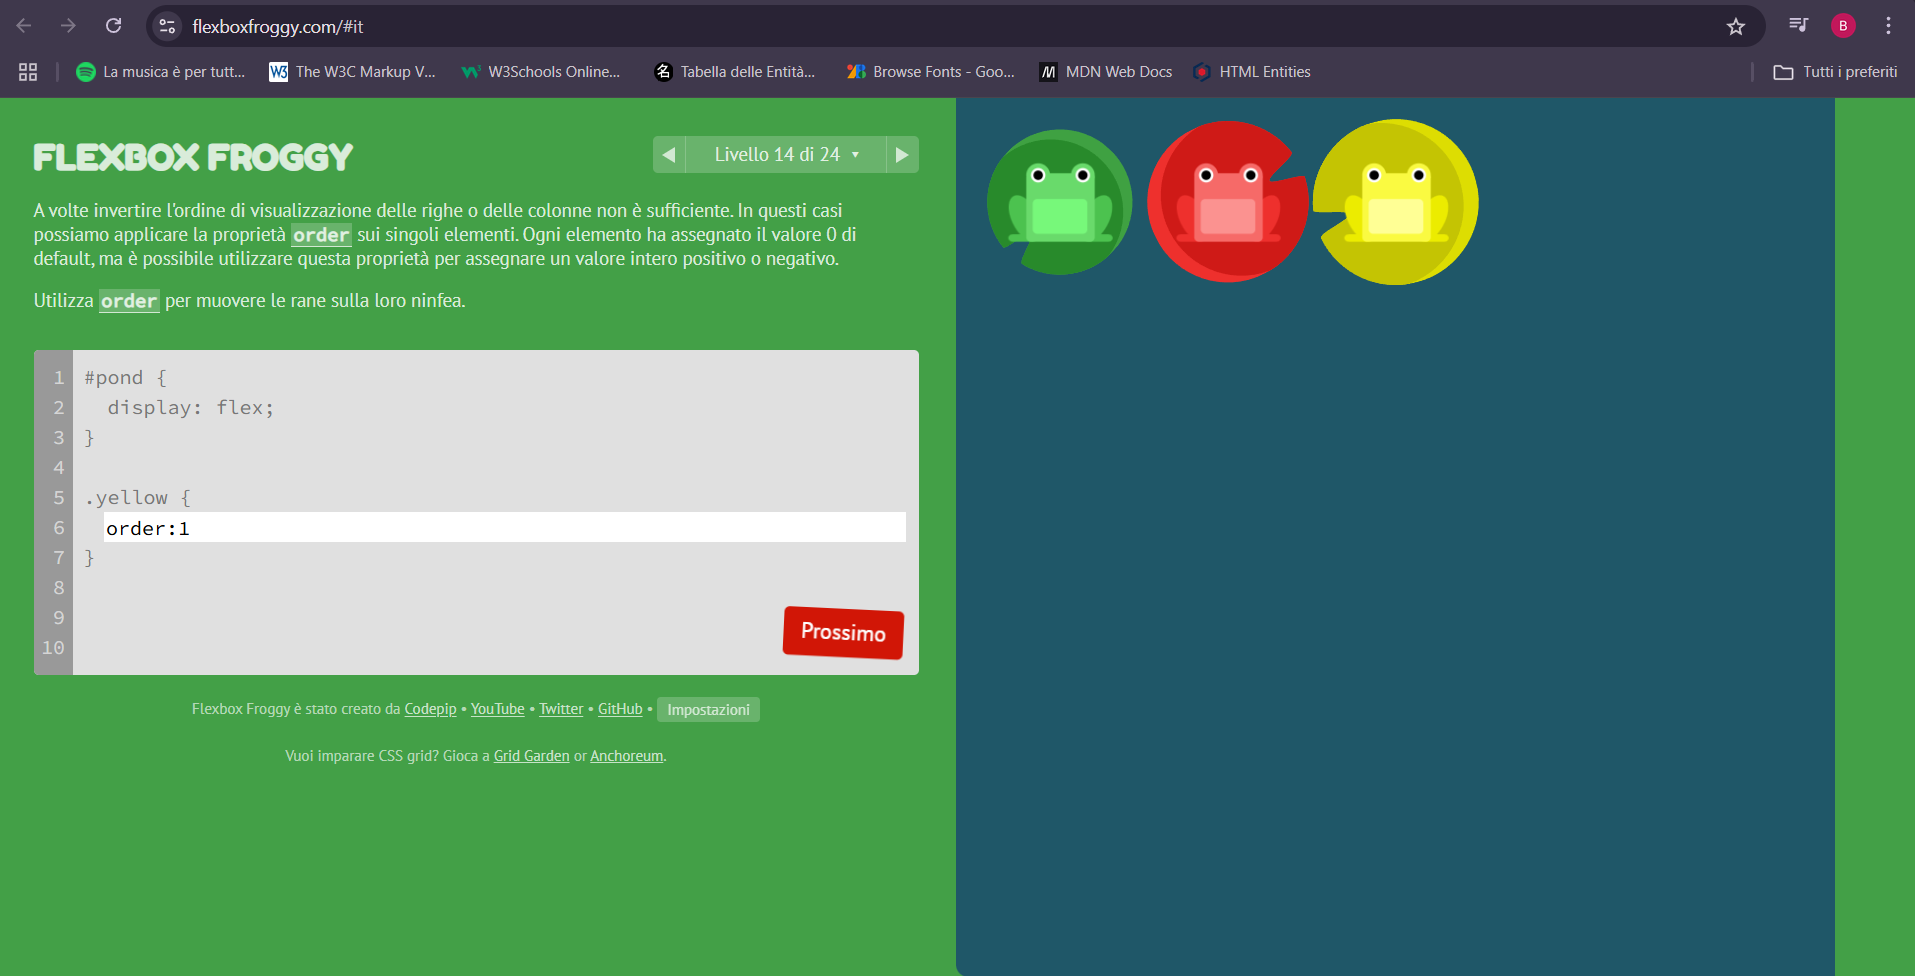 flexboxfroggy.com/#it
B
La musica è per tutt...
The W3C Markup V...
W3Schools Online...
名 Tabella delle Entità...
Browse Fonts - Goo...
MDN Web Docs
HTML Entities
Tutti i preferiti
FLEXBOX FROGGY
Livello 14 di 24
A volte invertire l'ordine di visualizzazione delle righe o delle colonne non è sufficiente. In questi casi
possiamo applicare la proprietà order sui singoli elementi. Ogni elemento ha assegnato il valore 0 di
default, ma è possibile utilizzare questa proprietà per assegnare un valore intero positivo o negativo.
Utilizza order per muovere le rane sulla loro ninfea.
1 #pond {
2 display: flex;
3 }
4
5 .yellow {
6 order:1
7 }
8
9
10
Prossimo
Flexbox Froggy è stato creato da Codepip • YouTube • Twitter • GitHub • Impostazioni
Vuoi imparare CSS grid? Gioca a Grid Garden or Anchoreum.